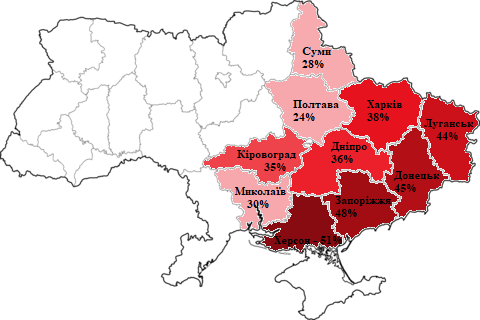 Суми
28%
Полтава
24%
Харків
38%
Луганськ
44%
Кіровоград
35%
Дніпро
36%
Донецьк
45%
Миколаїв
30%
Запоріжжя
48%
Херсон 51%